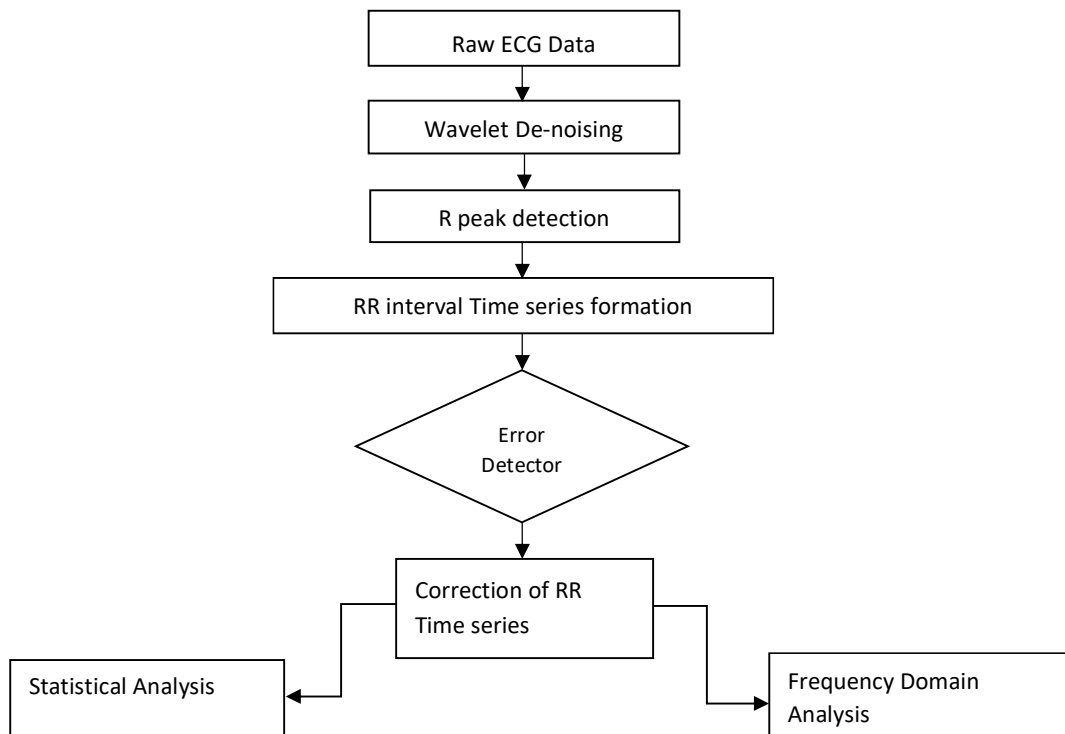 Raw ECG Data
Wavelet De-noising
R peak detection
RR interval Time series formation
Error
Detector
Correction of RR
Time series
Statistical Analysis
Frequency Domain
Analysis